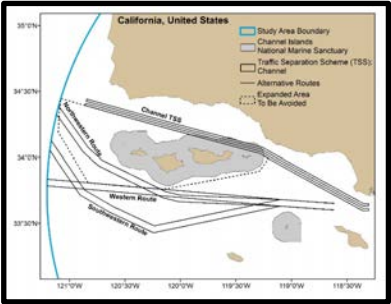 California, United States
Study Area Boundary
Channel Islands
National Marine Sanctuary
Traffic Separation Scheme (TSS):
Channel
Alternative Routes
Expanded Area
To Be Avoided
Channel TSS
Northwestern Route
Western Route
Southwestern Route
35°0'N
34°30'N
34°0'N
33°30'N
121°0'W
120°30'W
120°0'W
119°30'W
119°0'W
118°30'W